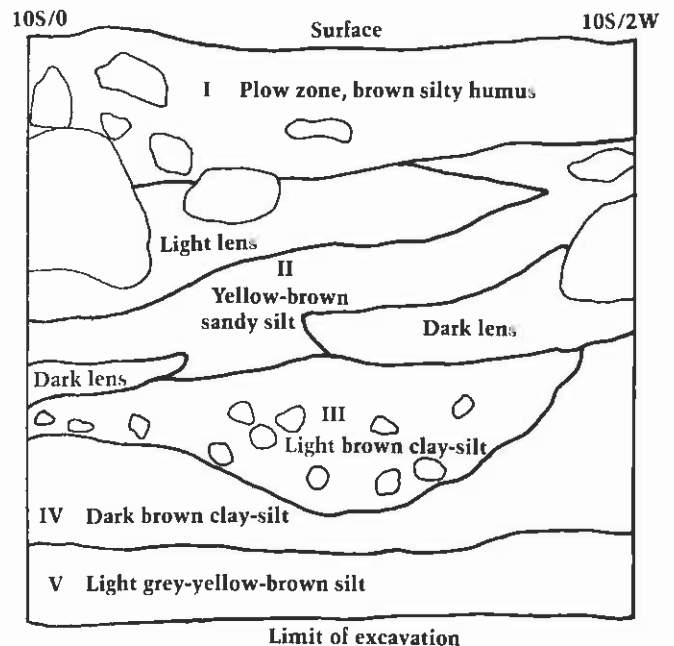 10S/0
10S/2W
Surface
I Plow zone, brown silty humus
Light lens
II
Yellow-brown
sandy silt
Dark lens
Dark lens
III
Light brown clay-silt
IV Dark brown clay-silt
V Light grey-yellow-brown silt
Limit of excavation